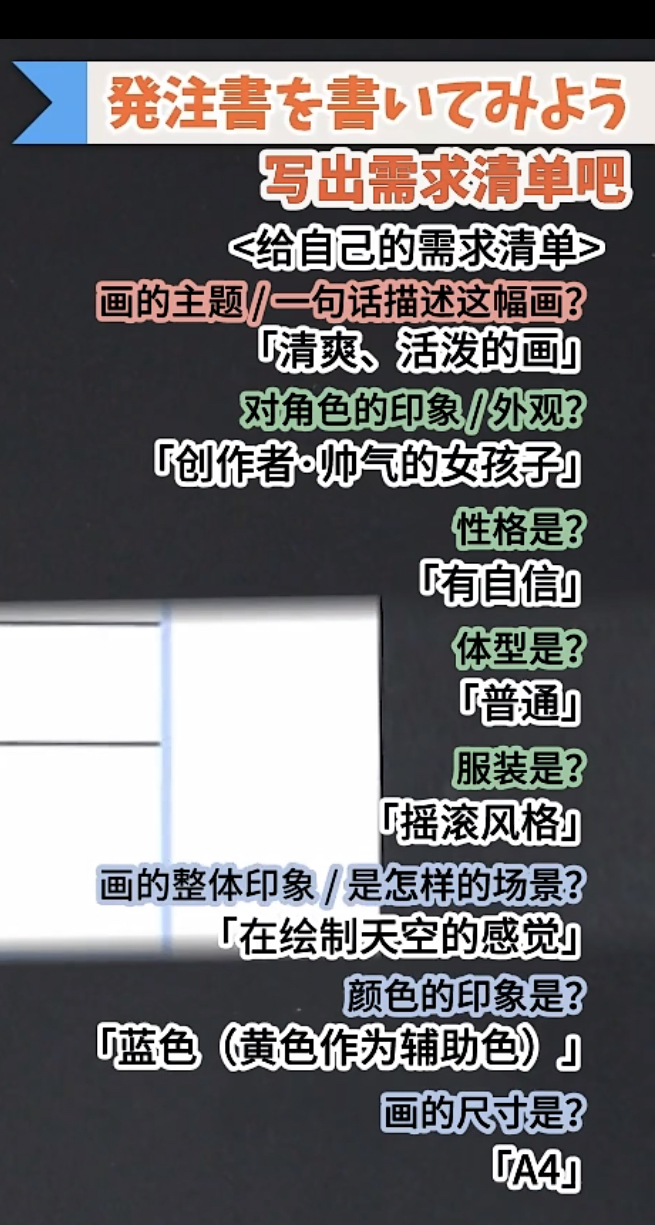 発注書を書いてみよう
写出需求清单吧
<给自己的需求清单>
画的主题/一句话描述这幅画?
「清爽、活泼的画」
对角色的印象/外观?
「创作者·帅气的女孩子」
性格是?
「有自信」
体型是?
「普通」
服装是?
「摇滚风格」
画的整体印象/是怎样的场景?
「在绘制天空的感觉」
颜色的印象是?
「蓝色（黄色作为辅助色）」
画的尺寸是?
「A4」